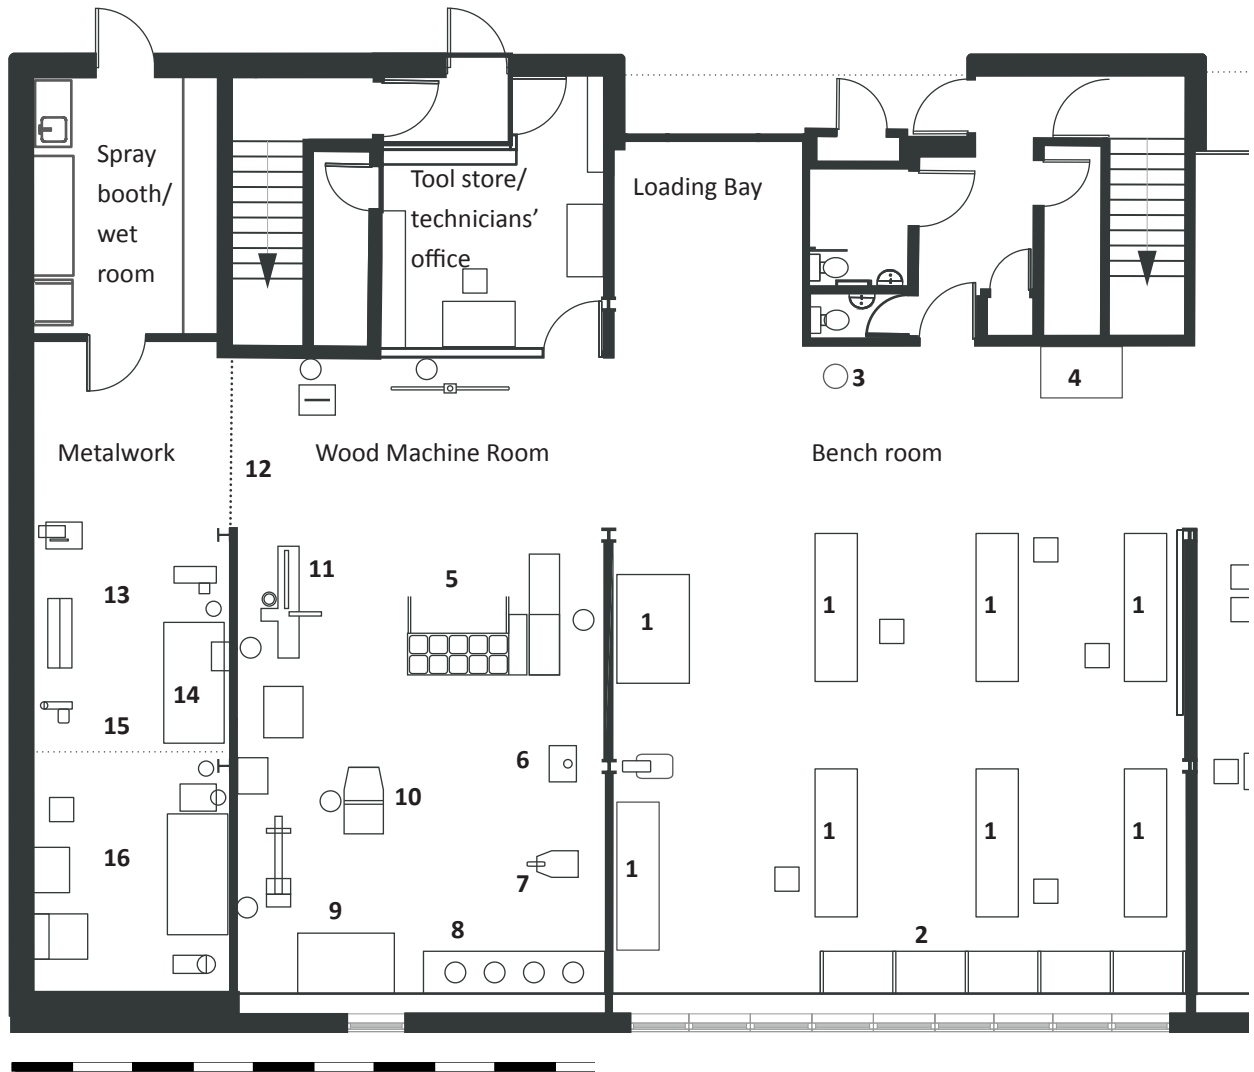 Spray
booth/
wet
room
Tool store/
technicians’
office
Loading Bay
3
4
Metalwork
12
Wood Machine Room
Bench room
11
5
13
1
1
1
1
14
15
6
10
16
7
1
1
1
1
9
8
2